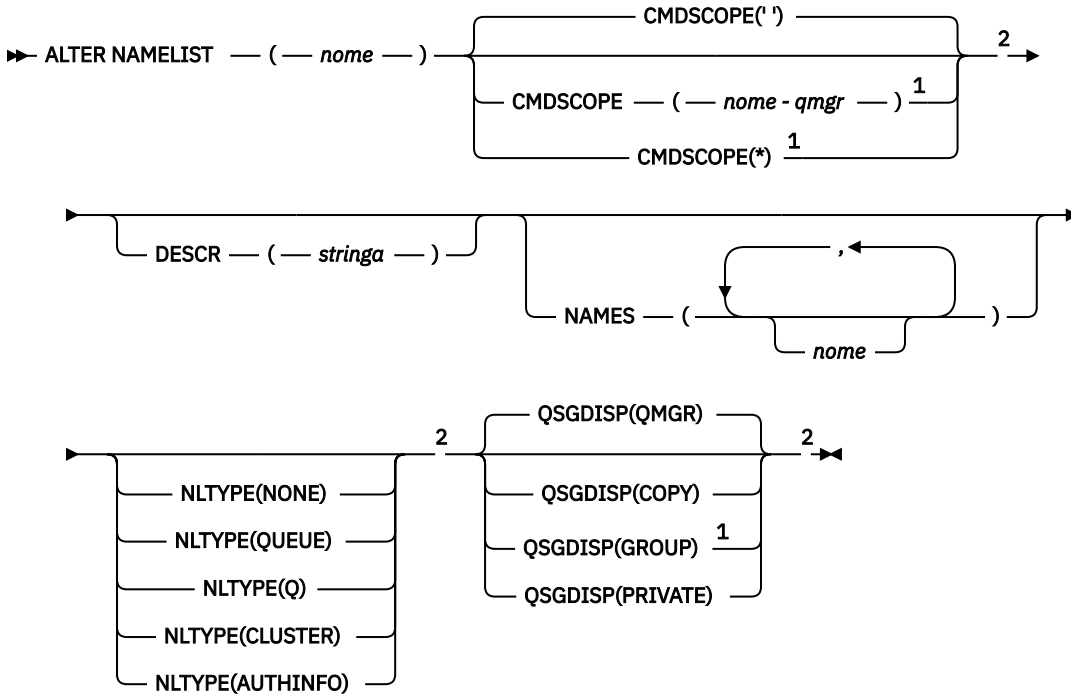 CMDSCOPE(' ')
ALTER NAMELIST ( nome ) 2
CMDSCOPE ( nome - qmgr ) 1
CMDSCOPE(*) 1
DESCR ( stringa )
,
NAMES ( )
nome
QSGDISP(QMGR)
2 2
NLTYPE(NONE) QSGDISP(COPY)
NLTYPE(QUEUE) QSGDISP(GROUP) 1
NLTYPE(Q) QSGDISP(PRIVATE)
NLTYPE(CLUSTER)
NLTYPE(AUTHINFO)